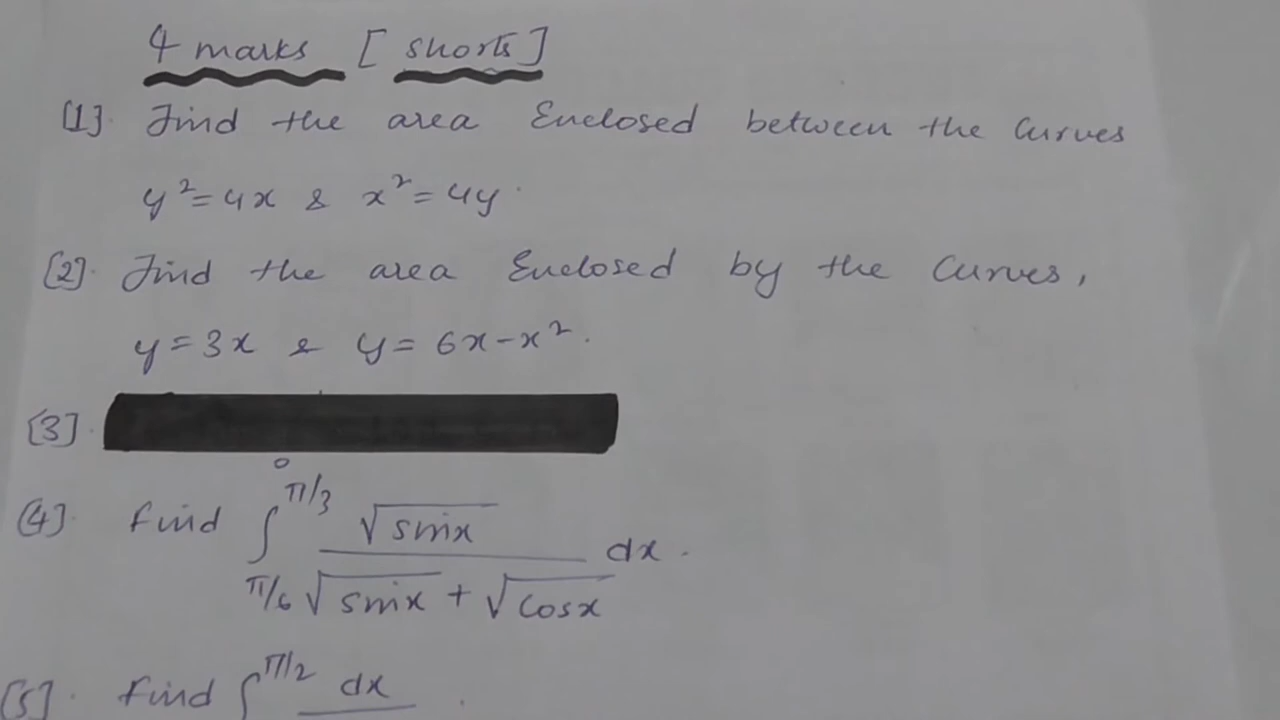 4 marks [shorts]
[1] Find the area Enclosed between the Curves
y²=4x & x²=4y.
[2]. Find the area Enclosed by the Curves,
y=3x & y= 6x-x².
[3].
0
(4]. Find ∫ π/3 √sinx dx.
π/6 √sinx + √cosx
[5]. Find ∫ π/2 dx